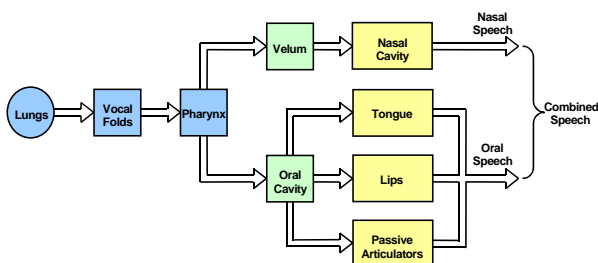 Lungs
Vocal
Folds
Pharynx
Velum
Nasal
Cavity
Nasal
Speech
Oral
Cavity
Tongue
Lips
Passive
Articulators
Oral
Speech
Combined
Speech